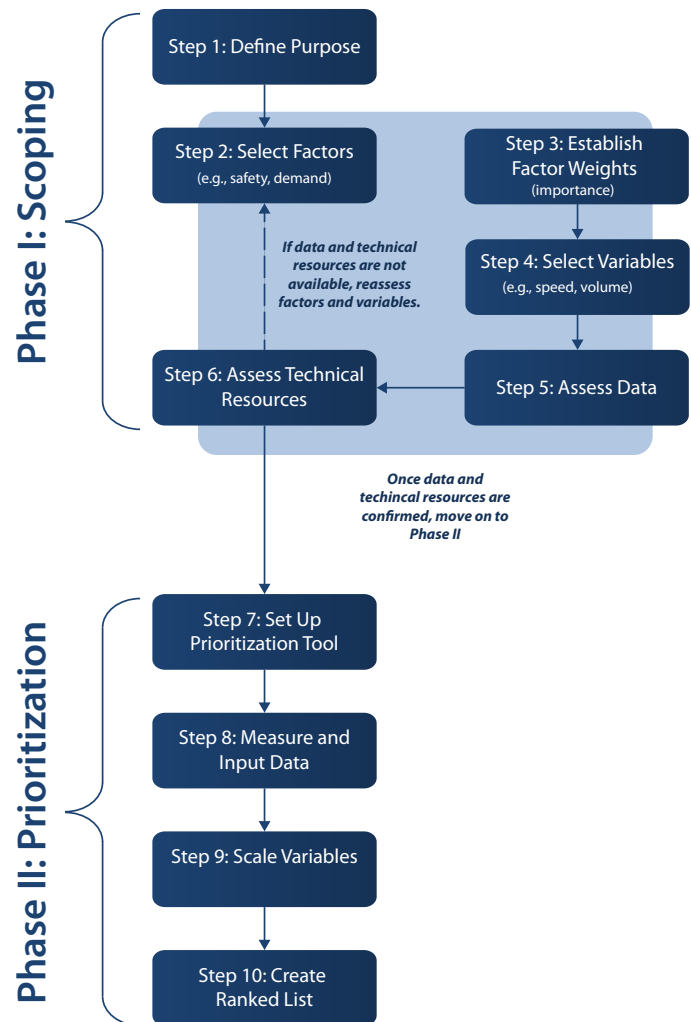 Phase I: Scoping
Step 1: Define Purpose
Step 2: Select Factors
(e.g., safety, demand)
Step 3: Establish
Factor Weights
(importance)
Step 4: Select Variables
(e.g., speed, volume)
If data and technical
resources are not
available, reassess
factors and variables.
Step 5: Assess Data
Step 6: Assess Technical
Resources
Once data and
techincal resources are
confirmed, move on to
Phase II
Phase II: Prioritization
Step 7: Set Up
Prioritization Tool
Step 8: Measure and
Input Data
Step 9: Scale Variables
Step 10: Create
Ranked List